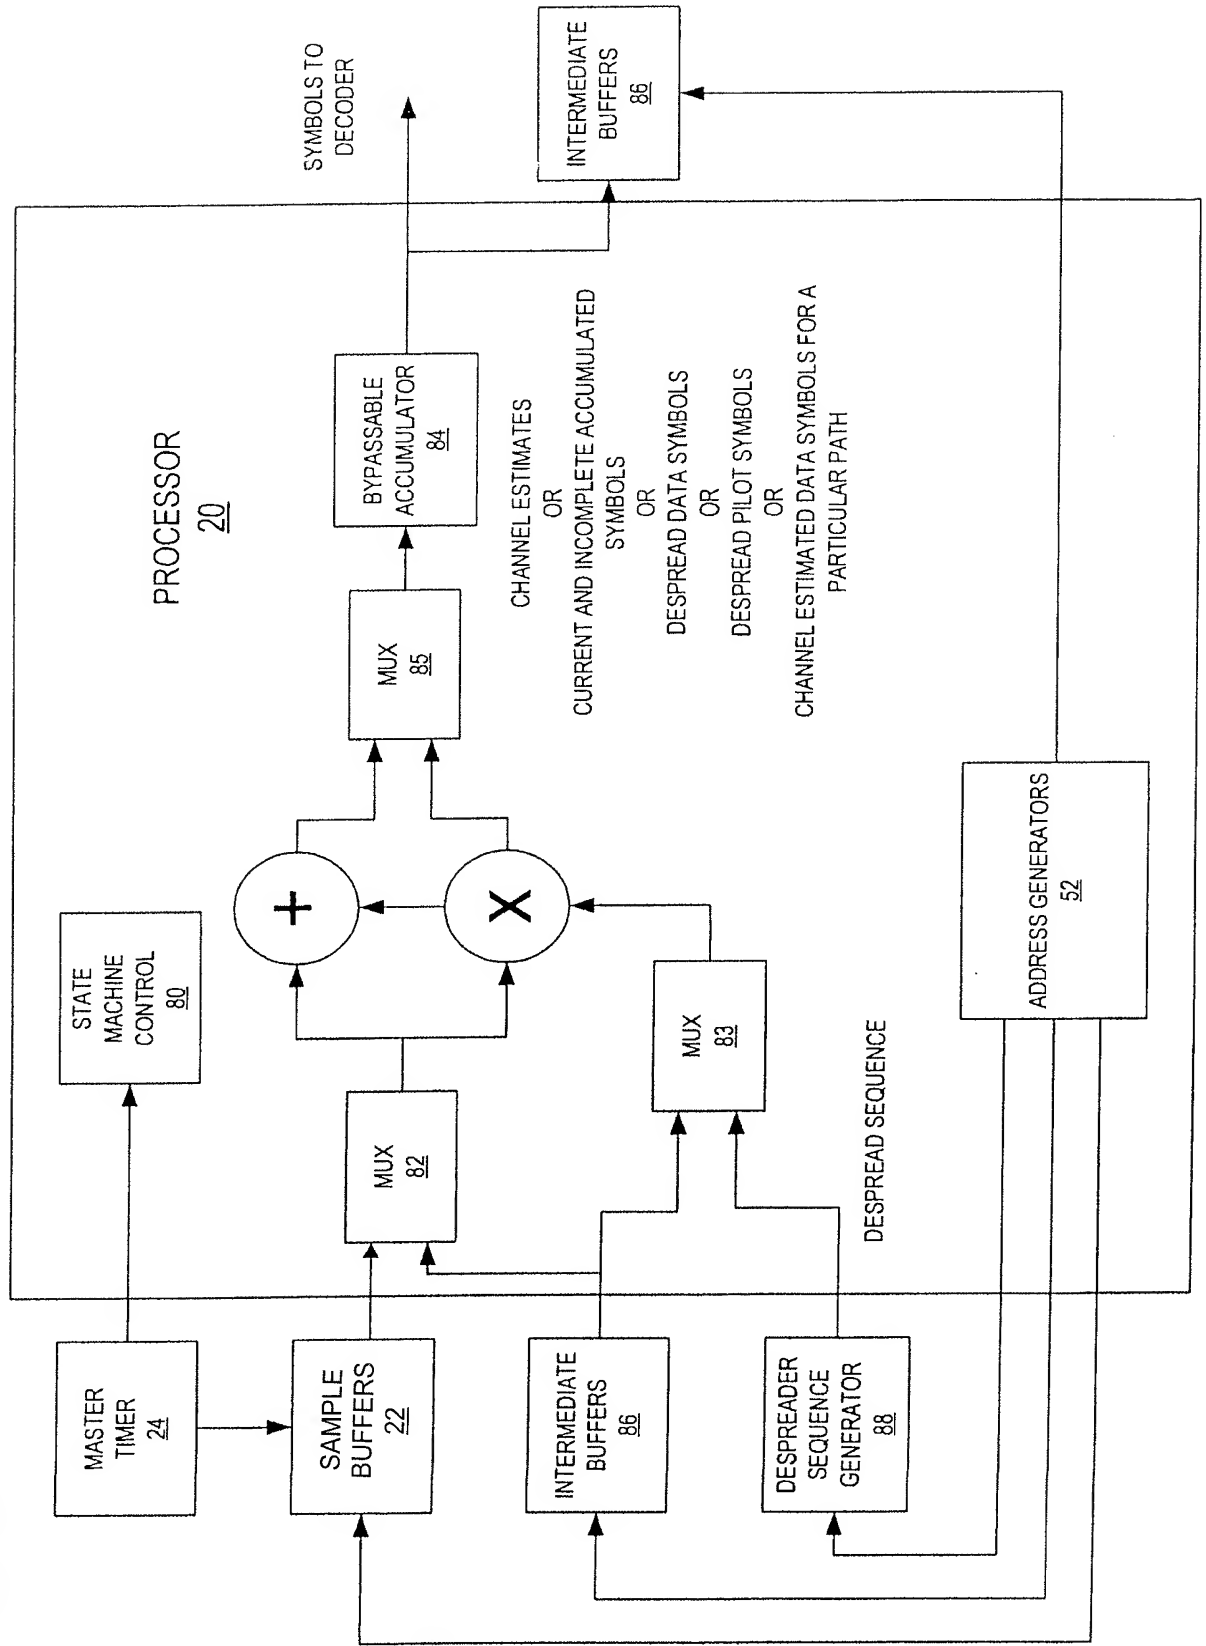 MASTER
TIMER
24
STATE
MACHINE
CONTROL
80
PROCESSOR
20
SYMBOLS TO
DECODER
SAMPLE
BUFFERS
22
MUX
82
+
X
MUX
85
BYPASSABLE
ACCUMULATOR
84
INTERMEDIATE
BUFFERS
86
INTERMEDIATE
BUFFERS
86
MUX
83
CHANNEL ESTIMATES
OR
CURRENT AND INCOMPLETE ACCUMULATED
SYMBOLS
OR
DESPREAD DATA SYMBOLS
OR
DESPREAD PILOT SYMBOLS
OR
CHANNEL ESTIMATED DATA SYMBOLS FOR A
PARTICULAR PATH
DESPREADER
SEQUENCE
GENERATOR
88
DESPREAD SEQUENCE
ADDRESS GENERATORS
52